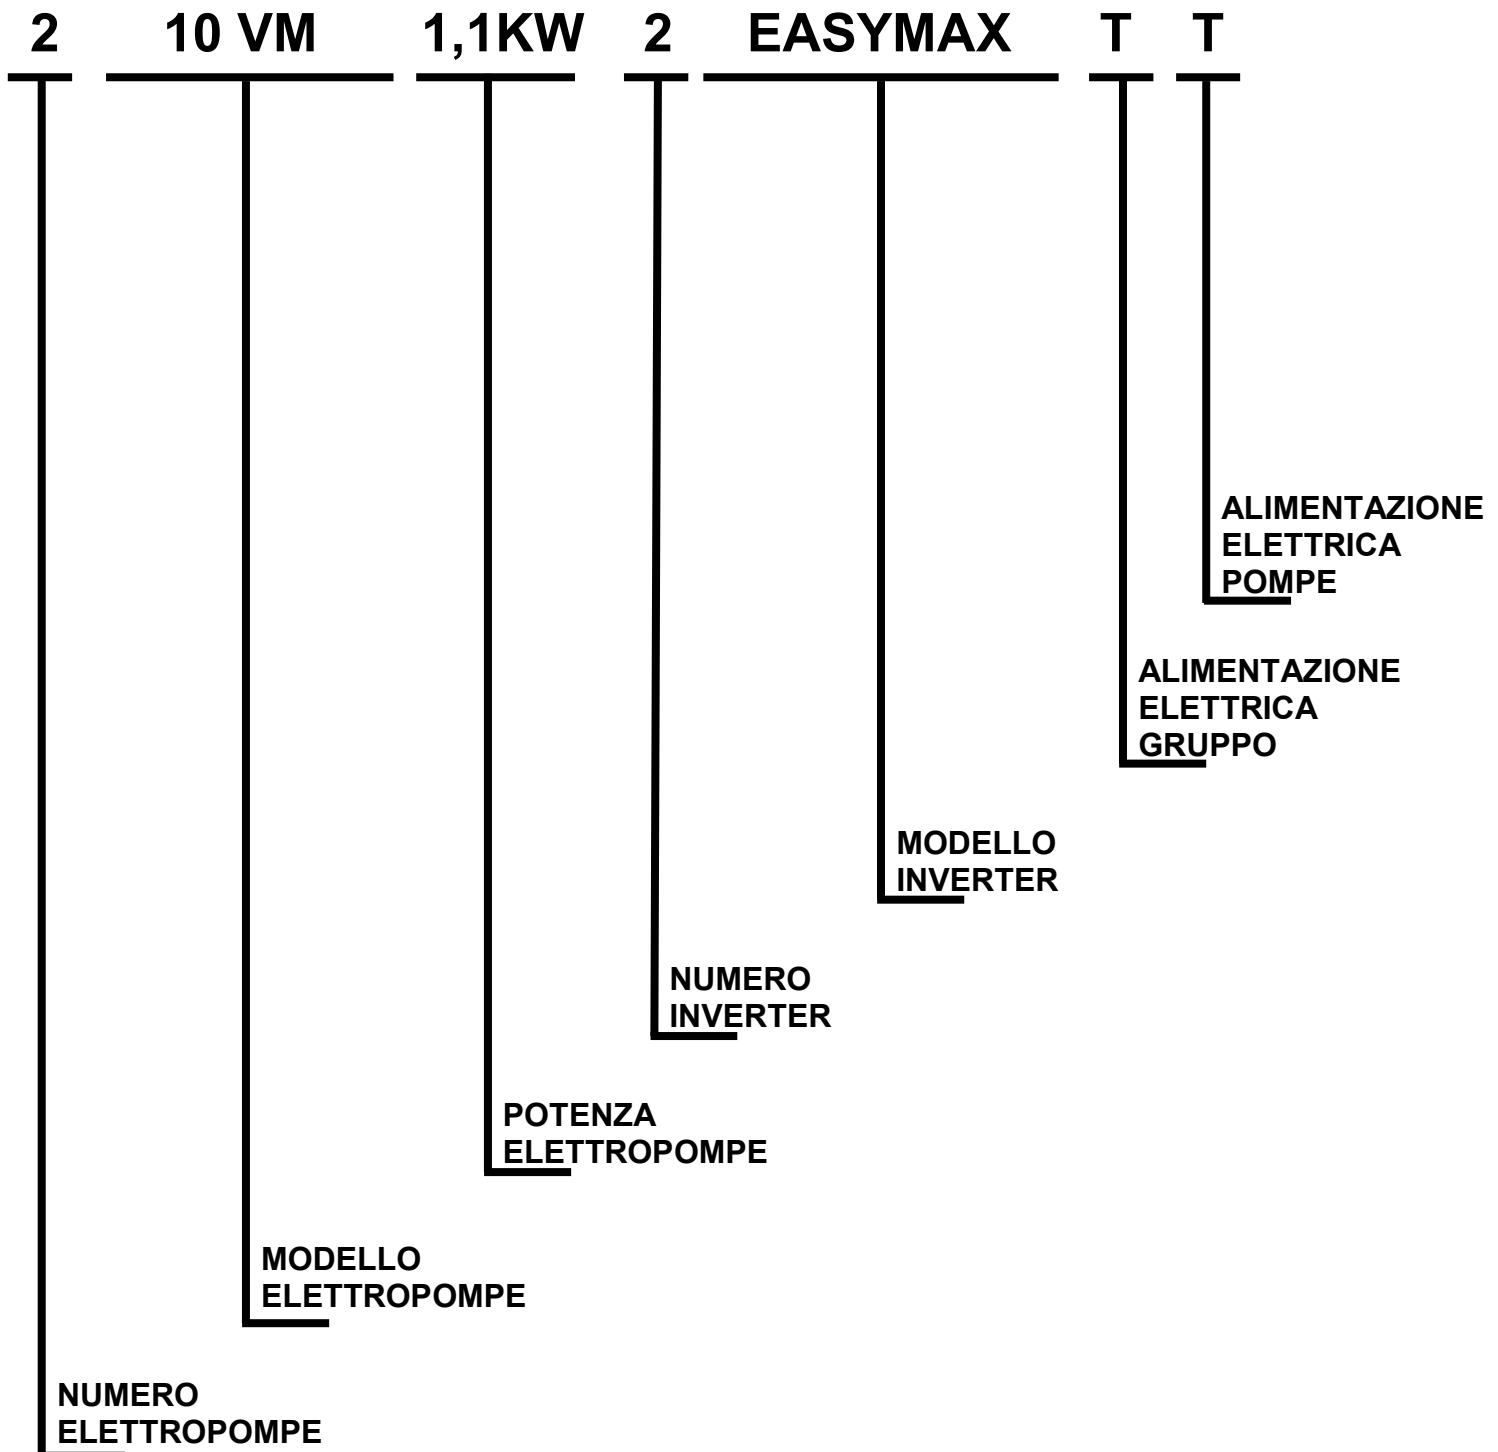 2 10 VM 1,1KW 2 EASYMAX T T
ALIMENTAZIONE
ELETTRICA
POMPE
ALIMENTAZIONE
ELETTRICA
GRUPPO
MODELLO
INVERTER
NUMERO
INVERTER
POTENZA
ELETTROPOMPE
MODELLO
ELETTROPOMPE
NUMERO
ELETTROPOMPE